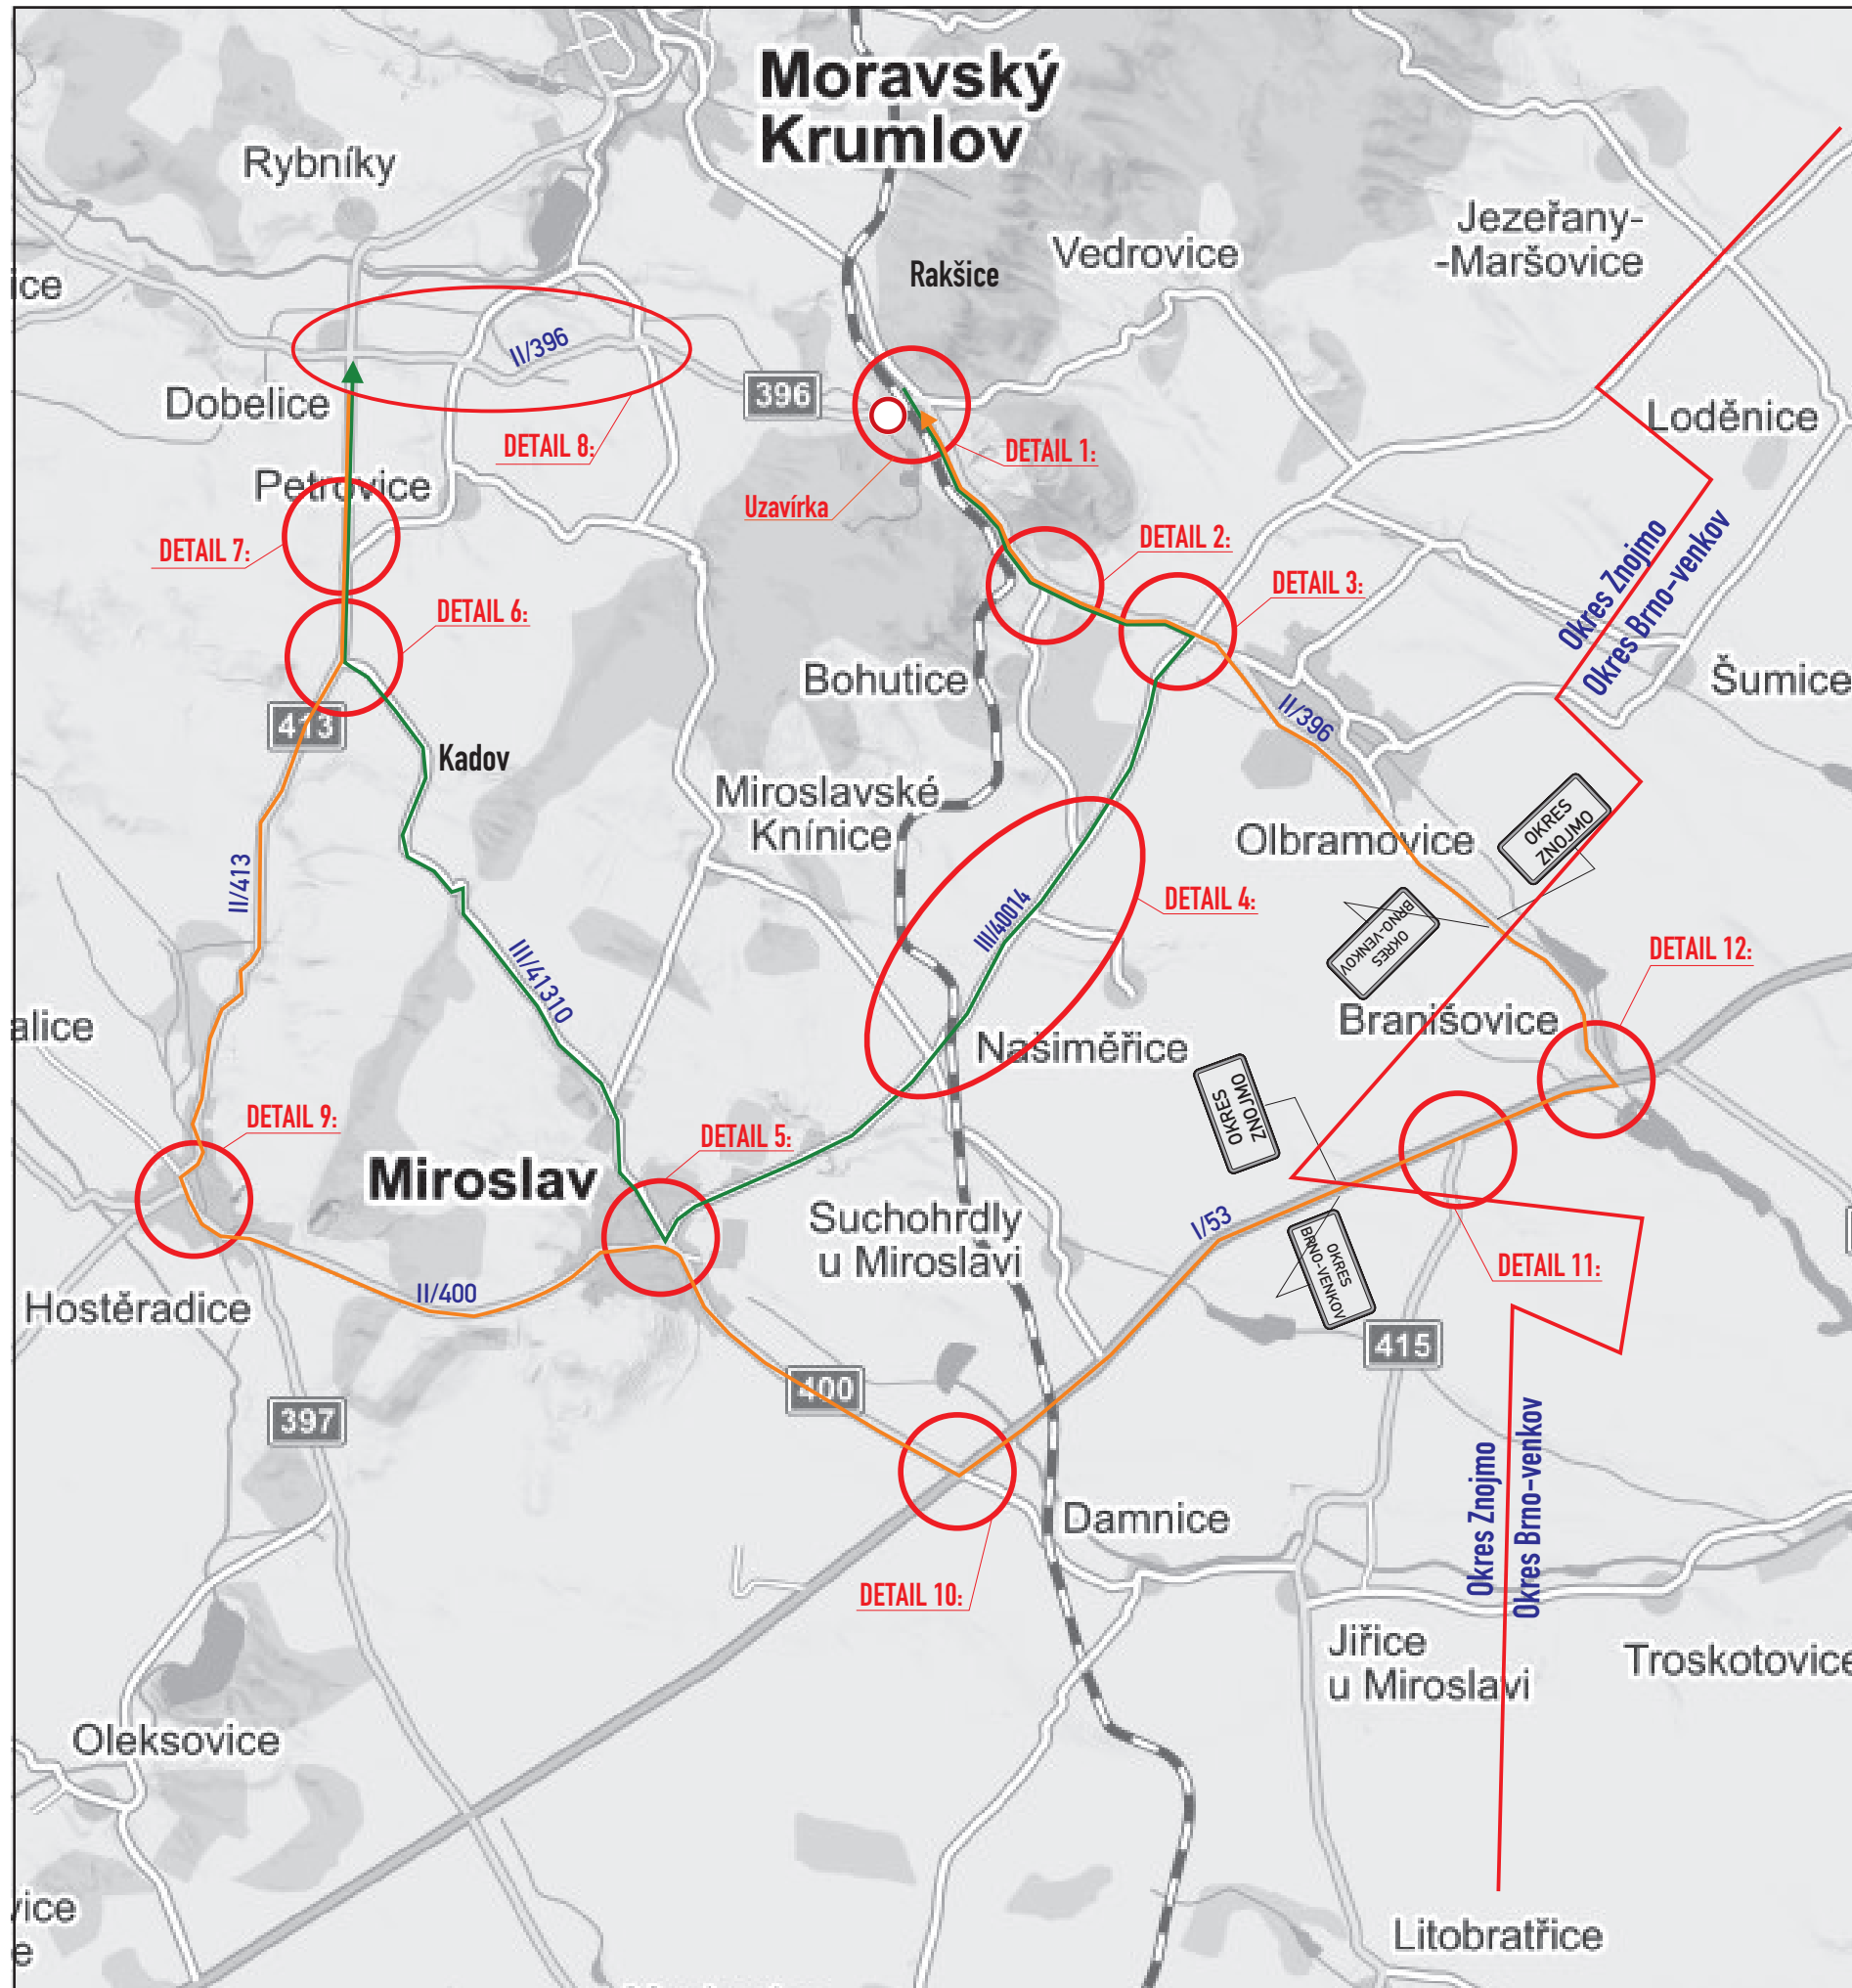 Moravský
Krumlov
Rybníky
Jezeřany-
-Maršovice
Vedrovice
Rakšice
ice
II/396
396
Dobelice
Loděnice
DETAIL 8:
DETAIL 1:
Petrovice
Uzavírka
DETAIL 7:
DETAIL 2:
Okres Znojmo
Okres Brno-venkov
DETAIL 3:
DETAIL 6:
Bohutice
Šumice
II/396
413
Kadov
Miroslavské
Knínice
OKRES
ZNOJMO
Olbramovice
II/413
DETAIL 4:
III/40014
OKRES
BRNO-VENKOV
DETAIL 12:
III/41310
alice
Branišovice
Našiměřice
OKRES
ZNOJMO
DETAIL 9:
DETAIL 5:
Miroslav
Suchohrdly
u Miroslavi
I/53
OKRES
BRNO-VENKOV
DETAIL 11:
II/400
Hostěradice
415
400
397
Okres Znojmo
Okres Brno-venkov
Damnice
DETAIL 10:
Jiřice
u Miroslavi
Troskotovice
Oleksovice
vice
e
Litobratřice